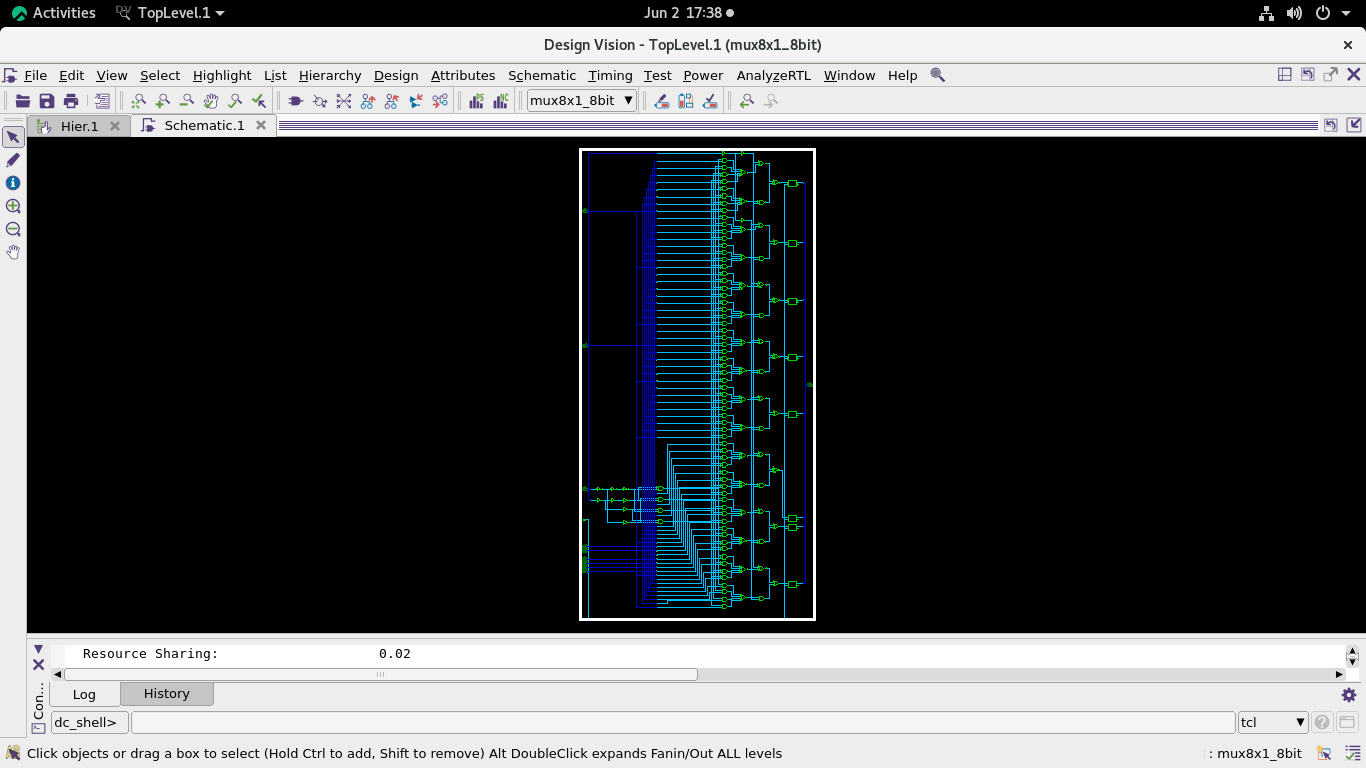 Activities TopLevel.1 Jun 2 17:38
Design Vision - TopLevel.1 (mux8x1_8bit)
File Edit View Select Highlight List Hierarchy Design Attributes Schematic Timing Test Power AnalyzeRTL Window Help
mux8x1_8bit
Hier.1 Schematic.1
Resource Sharing: 0.02
Con...
Log History
dc_shell> tcl
Click objects or drag a box to select (Hold Ctrl to add, Shift to remove) Alt DoubleClick expands Fanin/Out ALL levels : mux8x1_8bit